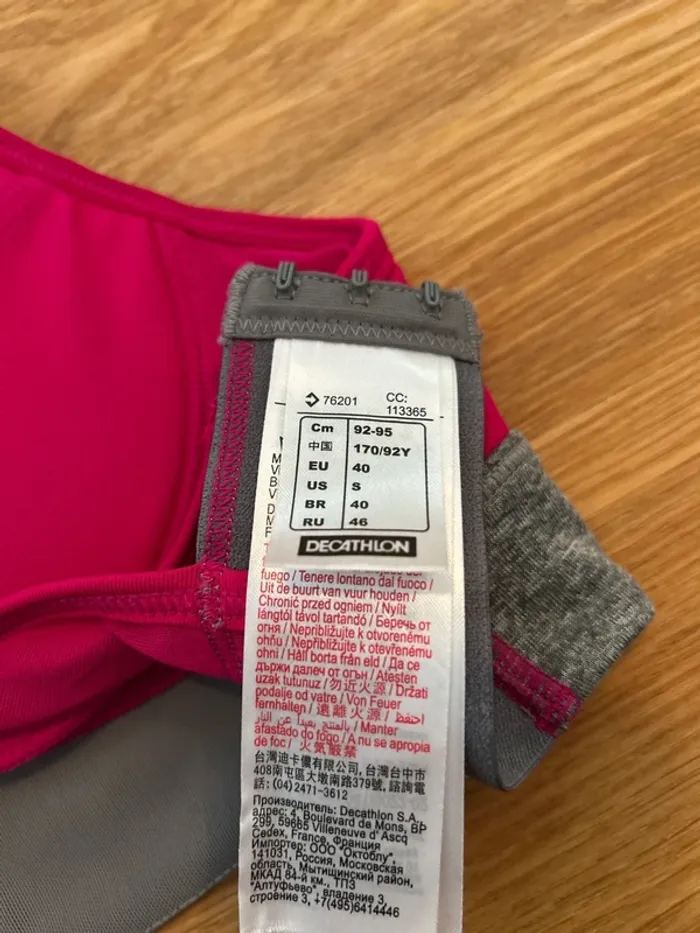 76201 CC:
113365
Cm 92-95
中国 170/92Y
EU 40
US S
BR 40
RU 46
DECATHLON
fuego / Tenere lontano dal fuoco /
Uit de buurt van vuur houden /
Chronić przed ogniem / Nyílt
lángtól távol tartandó / Беречь от
огня / Nepribližujte k otvorenému
ohňu / Nepřibližujte k otevřenému
ohni / Håll borta från eld / Да се
държи далеч от огън / Atesten
uzak tutunuz / 勿近火源 / Držati
podalje od vatre / Von Feuer
fernhalten / 遠離火源 / احتفظ
بالمنتج بعيدا عن النار / Manter
afastado do fogo / A nu se apropia
de foc / 火気厳禁
台灣迪卡儂有限公司, 台灣台中市
408南屯區大墩南路379號, 諮詢電
話: (04)2471-3612
Производитель: Decathlon S.A.,
адрес: 4, Boulevard de Mons, BP
299, 59665 Villeneuve d'Ascq
Cedex, France, Франция
Импортер: ООО "Октоблу",
141031, Россия, Московская
область, Мытищинский район,
МКАД 84-й км., ТПЗ
"Алтуфьево", владение 3,
строение 3, +7(495)6414446